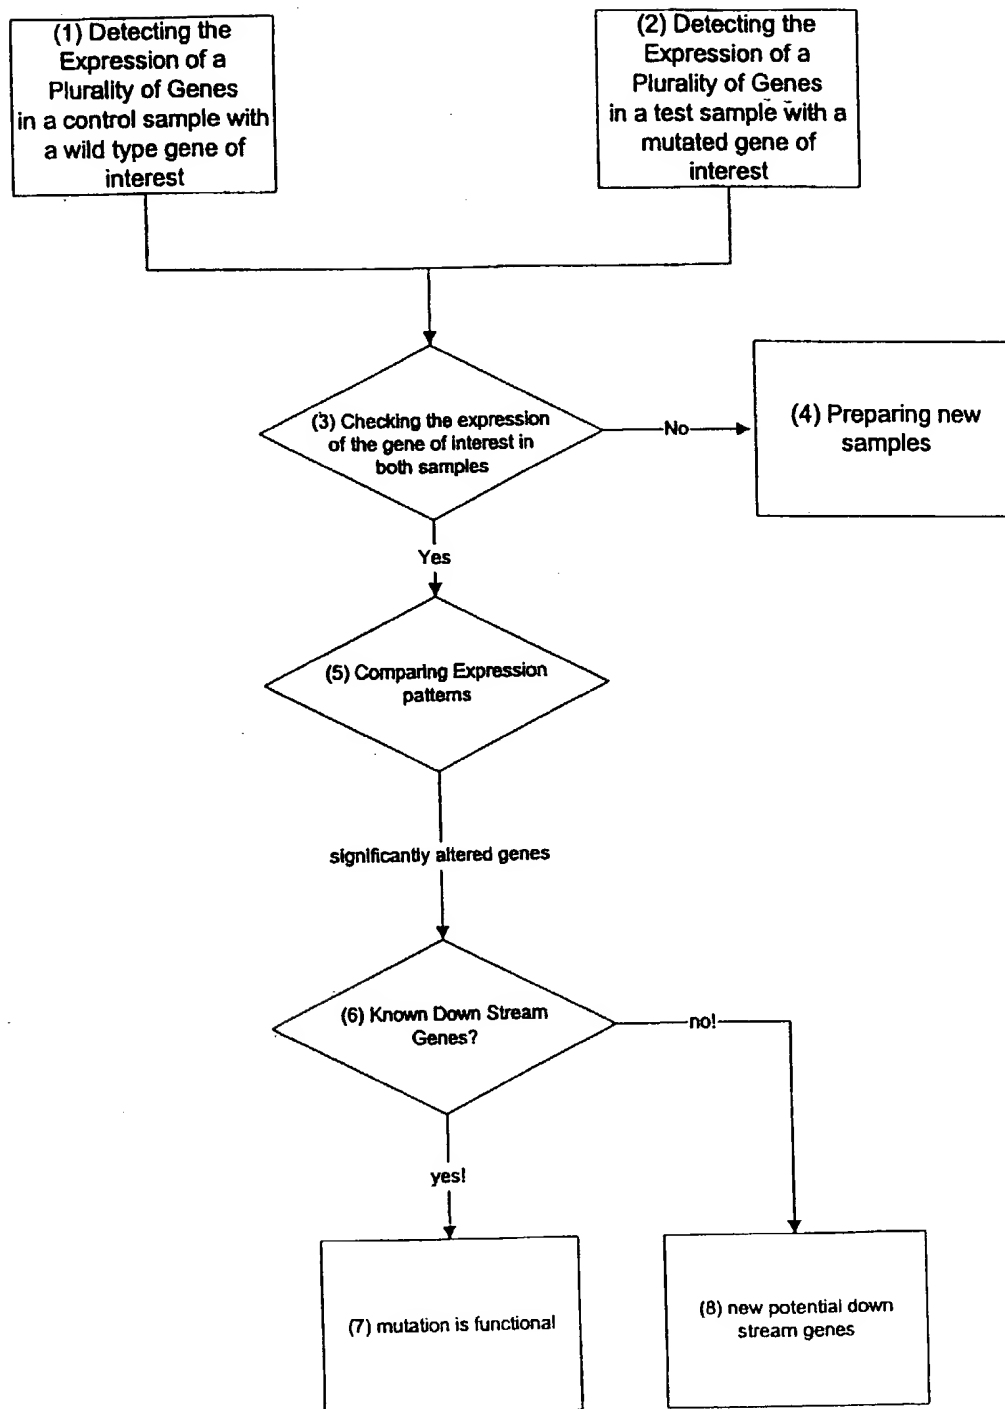 (1) Detecting the
Expression of a
Plurality of Genes
in a control sample with
a wild type gene of
interest
(2) Detecting the
Expression of a
Plurality of Genes
in a test sample with a
mutated gene of
interest
(3) Checking the expression
of the gene of interest in
both samples
No
(4) Preparing new
samples
Yes
(5) Comparing Expression
patterns
significantly altered genes
(6) Known Down Stream
Genes?
no!
yes!
(7) mutation is functional
(8) new potential down
stream genes